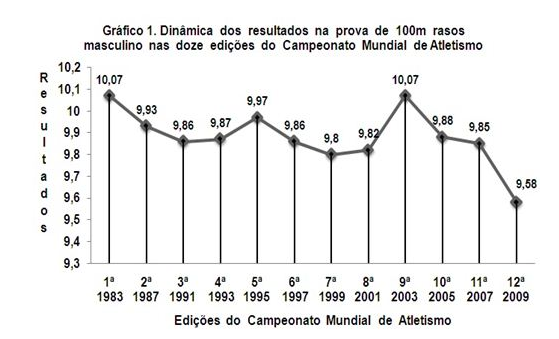 Gráfico 1. Dinâmica dos resultados na prova de 100m rasos
masculino nas doze edições do Campeonato Mundial de Atletismo
Resultados
10,2
10,1
10
9,9
9,8
9,7
9,6
9,5
9,4
9,3
10,07 9,93 9,86 9,87 9,97 9,86 9,8 9,82 10,07 9,88 9,85 9,58
1ª 2ª 3ª 4ª 5ª 6ª 7ª 8ª 9ª 10ª 11ª 12ª
1983 1987 1991 1993 1995 1997 1999 2001 2003 2005 2007 2009
Edições do Campeonato Mundial de Atletismo